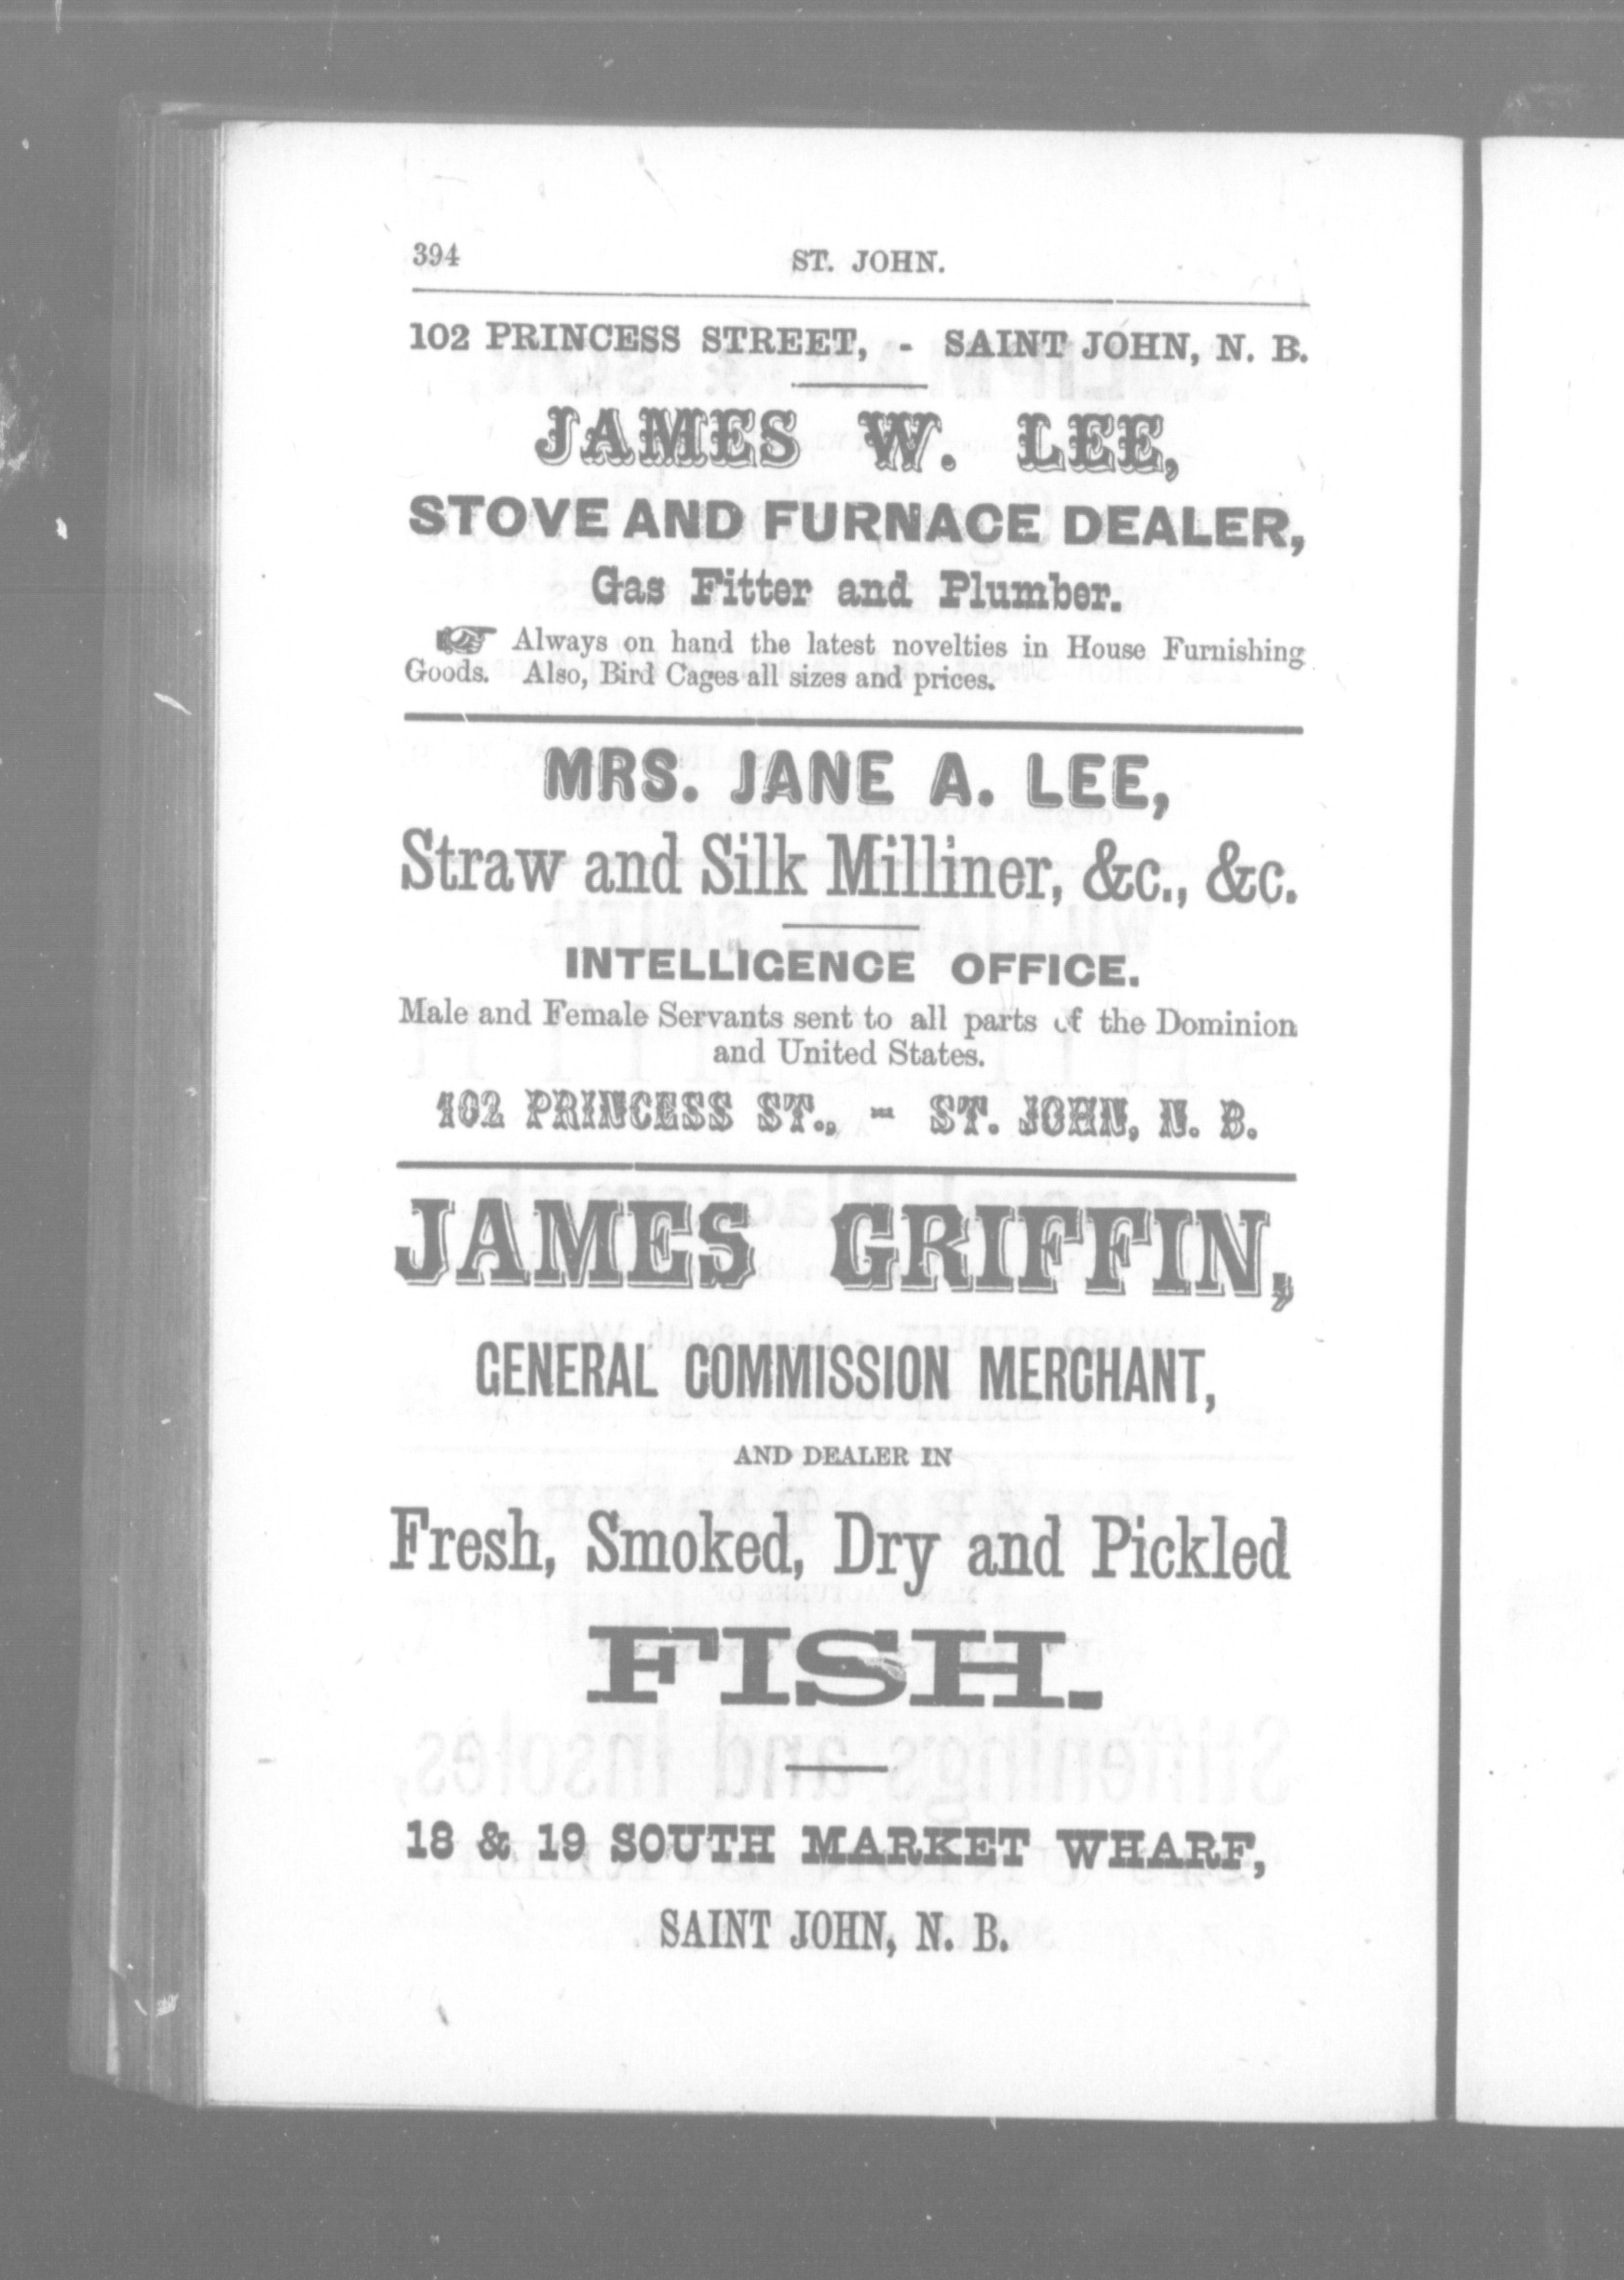 394
ST. JOHN.
102 PRINCESS STREET, - SAINT JOHN, N. B.
JAMES W. LEE,
STOVE AND FURNACE DEALER,
Gas Fitter and Plumber.
☞ Always on hand the latest novelties in House Furnishing
Goods. Also, Bird Cages all sizes and prices.
MRS. JANE A. LEE,
Straw and Silk Milliner, &c., &c.
INTELLIGENCE OFFICE.
Male and Female Servants sent to all parts of the Dominion
and United States.
102 PRINCESS ST., - ST. JOHN, N. B.
JAMES GRIFFIN,
GENERAL COMMISSION MERCHANT,
AND DEALER IN
Fresh, Smoked, Dry and Pickled
FISH.
18 & 19 SOUTH MARKET WHARF,
SAINT JOHN, N. B.